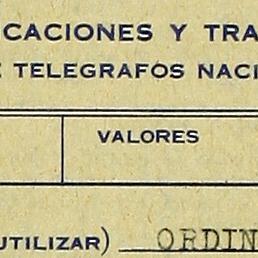 CACIONES Y TRA
E TELEGRAFOS NACI
VALORES
UTILIZAR) ORDIN